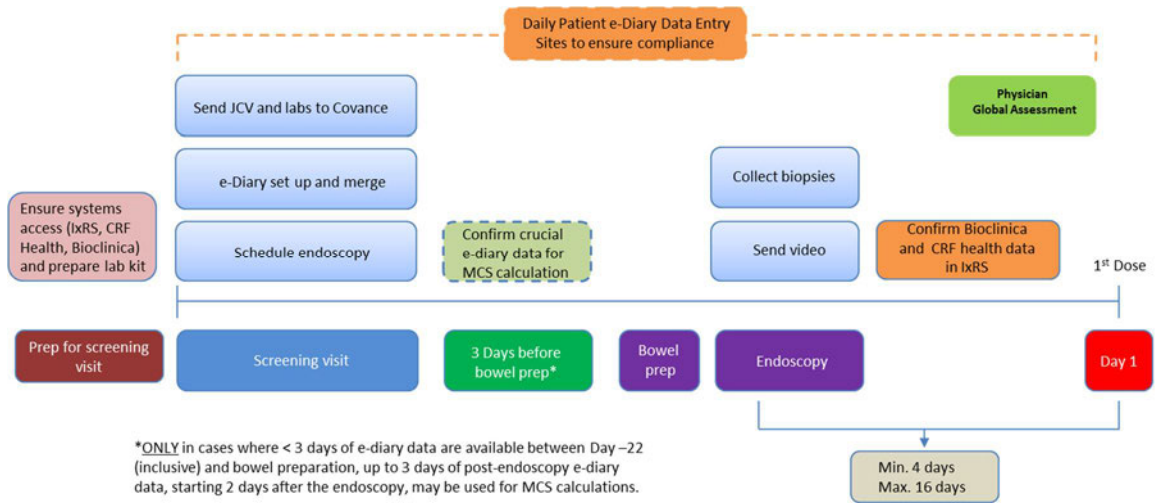 Daily Patient e-Diary Data Entry
Sites to ensure compliance
Send JCV and labs to Covance
Physician
Global Assessment
e-Diary set up and merge
Collect biopsies
Ensure systems
access (IxRS, CRF
Health, Bioclinica)
and prepare lab kit
Schedule endoscopy
Confirm crucial
e-diary data for
MCS calculation
Send video
Confirm Bioclinica
and CRF health data
in IxRS
1st Dose
Prep for screening
visit
Screening visit
3 Days before
bowel prep*
Bowel
prep
Endoscopy
Day 1
*ONLY in cases where < 3 days of e-diary data are available between Day –22
(inclusive) and bowel preparation, up to 3 days of post-endoscopy e-diary
data, starting 2 days after the endoscopy, may be used for MCS calculations.
Min. 4 days
Max. 16 days